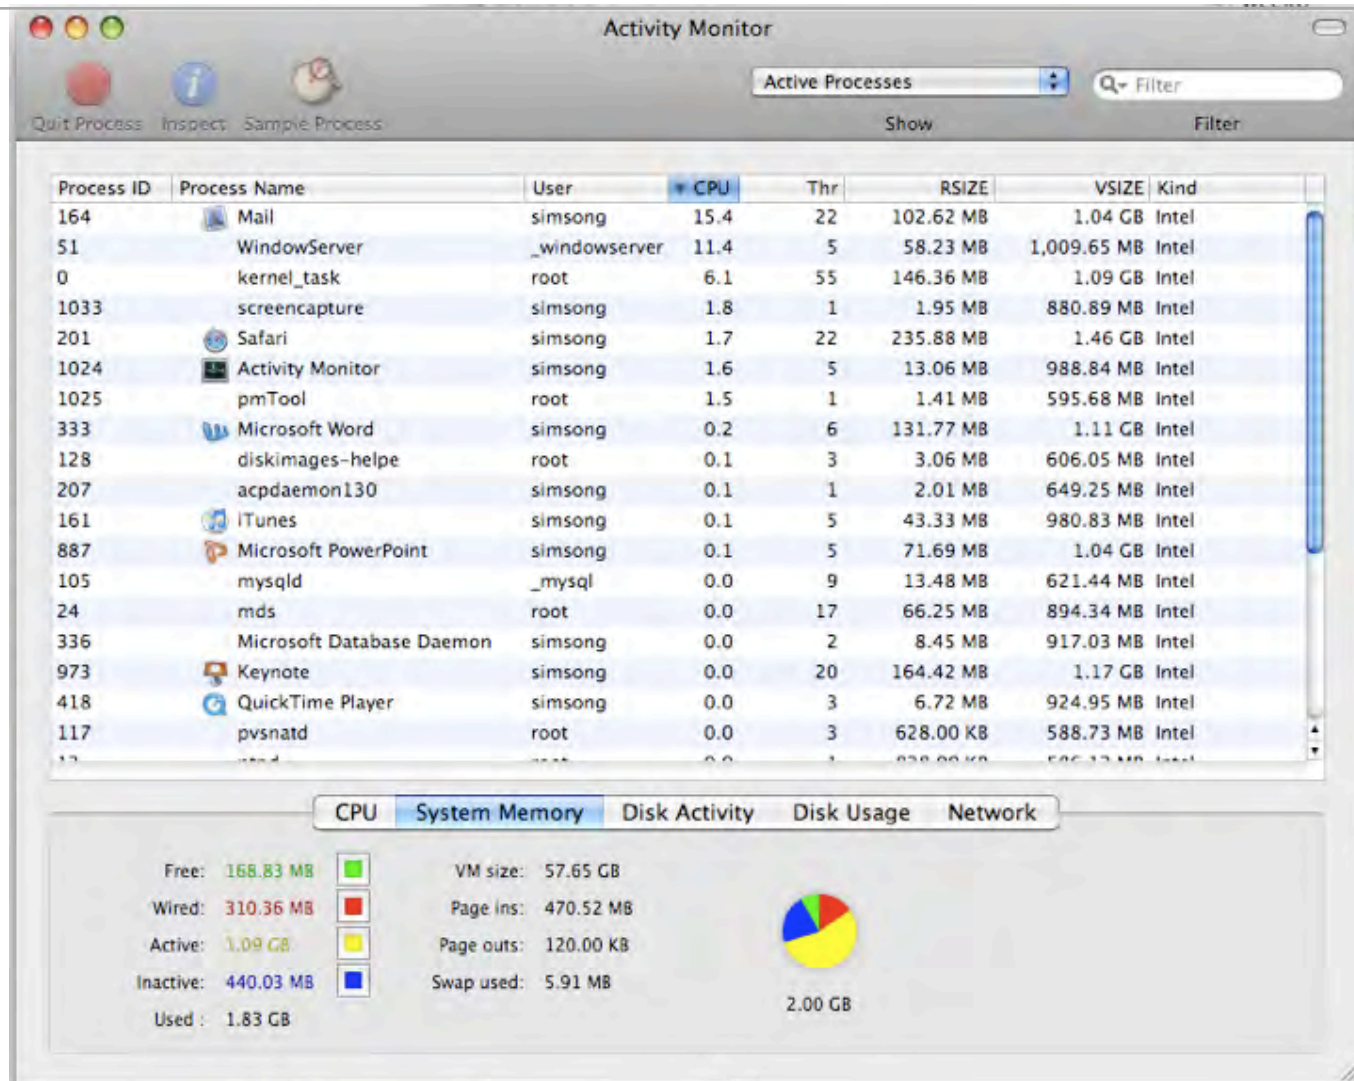 Activity Monitor
Active Processes Filter
Quit Process Inspect Sample Process Show Filter
Process ID Process Name User CPU Thr RSIZE VSIZE Kind
164 Mail simsong 15.4 22 102.62 MB 1.04 GB Intel
51 WindowServer _windowserver 11.4 5 58.23 MB 1,009.65 MB Intel
0 kernel_task root 6.1 55 146.36 MB 1.09 GB Intel
1033 screencapture simsong 1.8 1 1.95 MB 880.89 MB Intel
201 Safari simsong 1.7 22 235.88 MB 1.46 GB Intel
1024 Activity Monitor simsong 1.6 5 13.06 MB 988.84 MB Intel
1025 pmTool root 1.5 1 1.41 MB 595.68 MB Intel
333 Microsoft Word simsong 0.2 6 131.77 MB 1.11 GB Intel
128 diskimages-helpe root 0.1 3 3.06 MB 606.05 MB Intel
207 acpdaemon130 simsong 0.1 1 2.01 MB 649.25 MB Intel
161 iTunes simsong 0.1 5 43.33 MB 980.83 MB Intel
887 Microsoft PowerPoint simsong 0.1 5 71.69 MB 1.04 GB Intel
105 mysqld _mysql 0.0 9 13.48 MB 621.44 MB Intel
24 mds root 0.0 17 66.25 MB 894.34 MB Intel
336 Microsoft Database Daemon simsong 0.0 2 8.45 MB 917.03 MB Intel
973 Keynote simsong 0.0 20 164.42 MB 1.17 GB Intel
418 QuickTime Player simsong 0.0 3 6.72 MB 924.95 MB Intel
117 pvsnatd root 0.0 3 628.00 KB 588.73 MB Intel
CPU System Memory Disk Activity Disk Usage Network
Free: 168.83 MB VM size: 57.65 GB
Wired: 310.36 MB Page ins: 470.52 MB
Active: 1.09 GB Page outs: 120.00 KB
Inactive: 440.03 MB Swap used: 5.91 MB
Used : 1.83 GB
2.00 GB